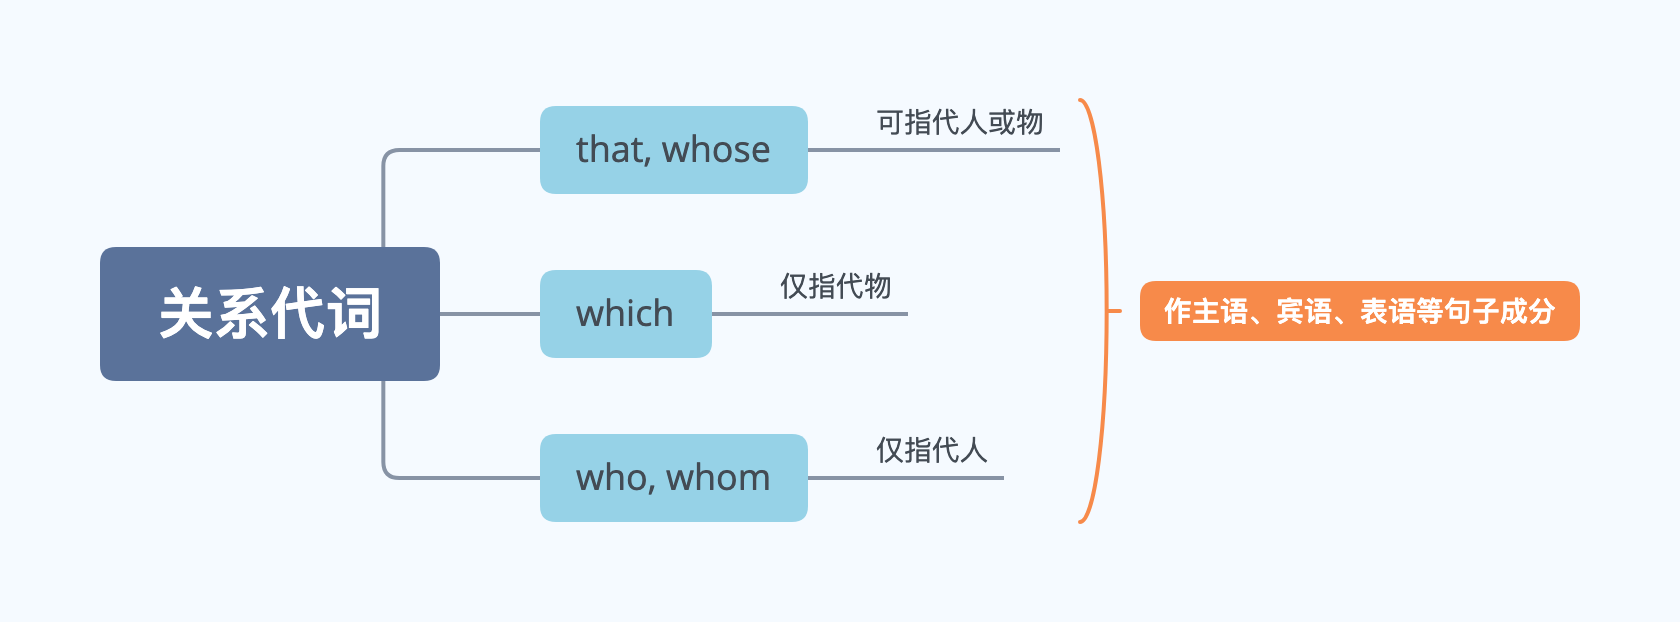 关系代词
that, whose
可指代人或物
which
仅指代物
who, whom
仅指代人
作主语、宾语、表语等句子成分